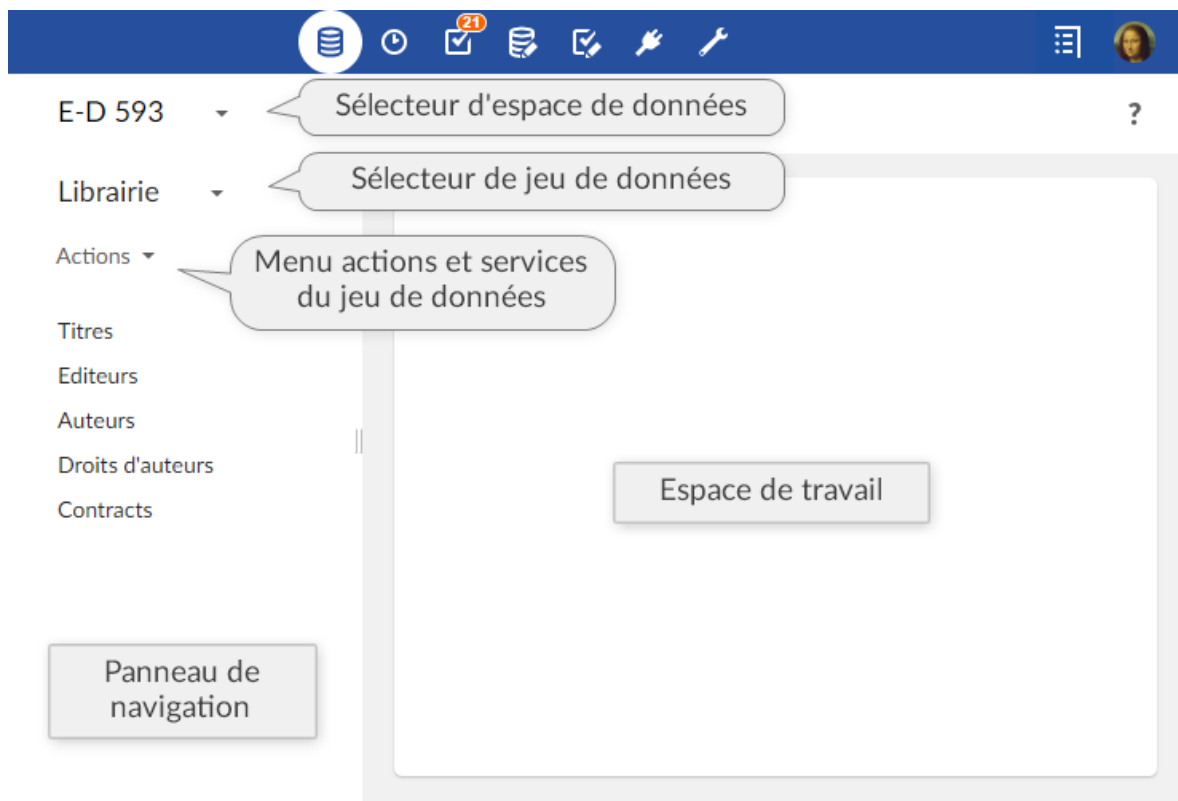 21
E-D 593
Sélecteur d'espace de données
?
Librairie
Sélecteur de jeu de données
Actions
Menu actions et services
du jeu de données
Titres
Editeurs
Auteurs
Droits d'auteurs
Contracts
Espace de travail
Panneau de
navigation